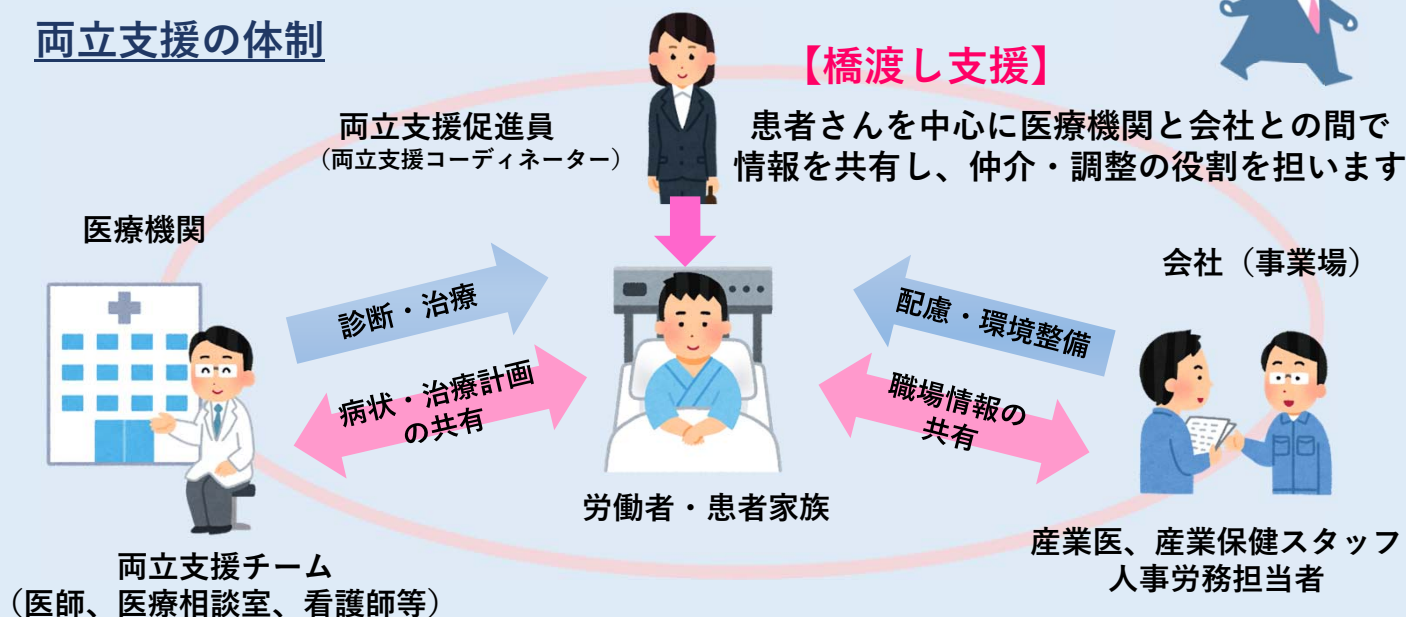 両立支援の体制
【橋渡し支援】
両立支援促進員
（両立支援コーディネーター）
患者さんを中心に医療機関と会社との間で
情報を共有し、仲介・調整の役割を担います
医療機関
会社（事業場）
診断・治療
配慮・環境整備
病状・治療計画
の共有
職場情報の
共有
労働者・患者家族
両立支援チーム
（医師、医療相談室、看護師等）
産業医、産業保健スタッフ
人事労務担当者